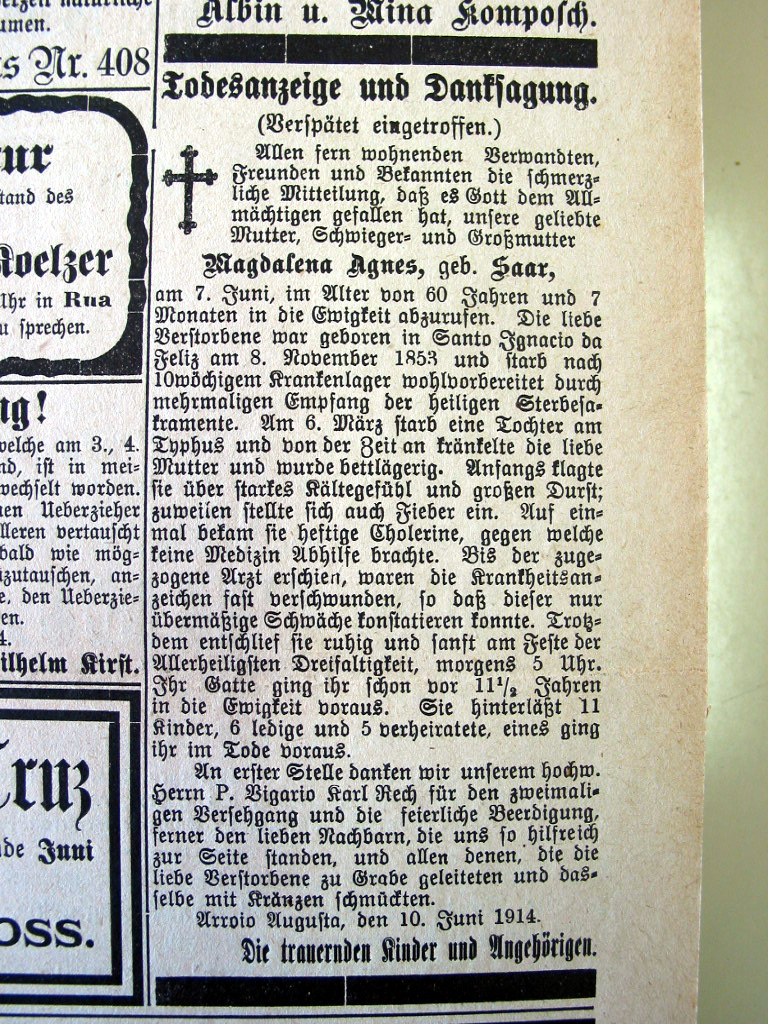 zeln natürliche
umen.
ts Nr. 408
tur
tand des
Koelzer
Uhr in Rua
u sprechen.
ng!
welche am 3., 4.
nd, ist in mei-
wechselt worden.
nen Ueberzieher
lleren vertauscht
bald wie mög-
szutauschen, an-
e, den Ueberzie-
en.
4.
ilhelm Kirst.
Cruz
de Juni
oss.
Albin u. Mina Komposch.
Todesanzeige und Danksagung.
(Verspätet eingetroffen.)
Allen fern wohnenden Verwandten,
Freunden und Bekannten die schmerz-
liche Mitteilung, daß es Gott dem All-
mächtigen gefallen hat, unsere geliebte
Mutter, Schwieger- und Großmutter
Magdalena Agnes, geb. Saar,
am 7. Juni, im Alter von 60 Jahren und 7
Monaten in die Ewigkeit abzurufen. Die liebe
Verstorbene war geboren in Santo Ignacio da
Feliz am 8. November 1853 und starb nach
10wöchigem Krankenlager wohlvorbereitet durch
mehrmaligen Empfang der heiligen Sterbesa-
kramente. Am 6. März starb eine Tochter am
Typhus und von der Zeit an kränkelte die liebe
Mutter und wurde bettlägerig. Anfangs klagte
sie über starkes Kältegefühl und großen Durst;
zuweilen stellte sich auch Fieber ein. Auf ein-
mal bekam sie heftige Cholerine, gegen welche
keine Medizin Abhilfe brachte. Bis der zuge-
zogene Arzt erschien, waren die Krankheitsan-
zeichen fast verschwunden, so daß dieser nur
übermäßige Schwäche konstatieren konnte. Trotz-
dem entschlief sie ruhig und sanft am Feste der
Allerheiligsten Dreifaltigkeit, morgens 5 Uhr.
Ihr Gatte ging ihr schon vor 11½ Jahren
in die Ewigkeit voraus. Sie hinterläßt 11
Kinder, 6 ledige und 5 verheiratete, eines ging
ihr im Tode voraus.
An erster Stelle danken wir unserem hochw.
Herrn P. Vigario Karl Rech für den zweimali-
gen Versehgang und die feierliche Beerdigung,
ferner den lieben Nachbarn, die uns so hilfreich
zur Seite standen, und allen denen, die die
liebe Verstorbene zu Grabe geleiteten und das-
selbe mit Kränzen schmückten.
Arroio Augusta, den 10. Juni 1914.
Die trauernden Kinder und Angehörigen.